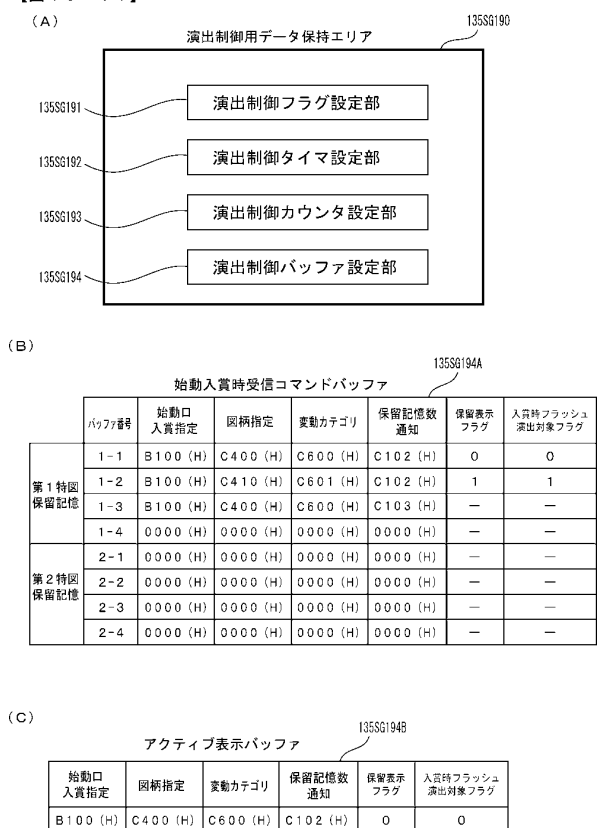 (A)
演出制御用データ保持エリア
135SG190
135SG191
演出制御フラグ設定部
135SG192
演出制御タイマ設定部
135SG193
演出制御カウンタ設定部
135SG194
演出制御バッファ設定部
(B)
135SG194A
始動入賞時受信コマンドバッファ
バッファ番号 始動口入賞指定 図柄指定 変動カテゴリ 保留記憶数通知 保留表示フラグ 入賞時フラッシュ演出対象フラグ
第1特図保留記憶
1-1 B100(H) C400(H) C600(H) C102(H) 0 0
1-2 B100(H) C410(H) C601(H) C102(H) 1 1
1-3 B100(H) C400(H) C600(H) C103(H) — —
1-4 0000(H) 0000(H) 0000(H) 0000(H) — —
第2特図保留記憶
2-1 0000(H) 0000(H) 0000(H) 0000(H) — —
2-2 0000(H) 0000(H) 0000(H) 0000(H) — —
2-3 0000(H) 0000(H) 0000(H) 0000(H) — —
2-4 0000(H) 0000(H) 0000(H) 0000(H) — —
(C)
135SG194B
アクティブ表示バッファ
始動口入賞指定 図柄指定 変動カテゴリ 保留記憶数通知 保留表示フラグ 入賞時フラッシュ演出対象フラグ
B100(H) C400(H) C600(H) C102(H) 0 0